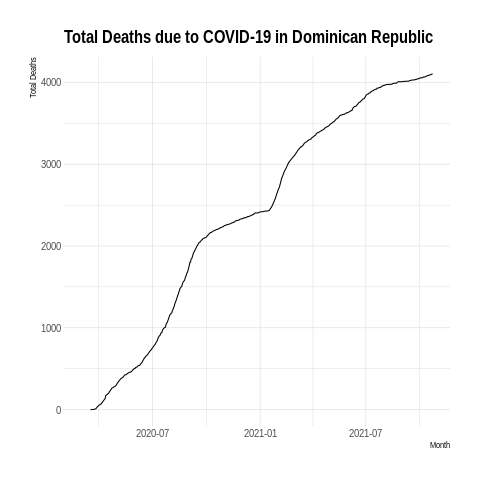 Total Deaths due to COVID-19 in Dominican Republic
Total Deaths
4000
3000
2000
1000
0
2020-07 2021-01 2021-07
Month